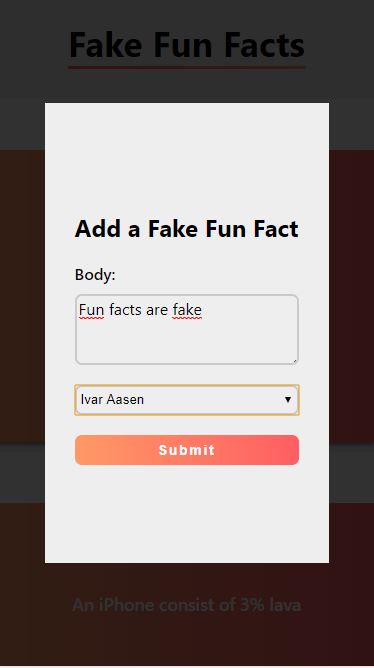 Fake Fun Facts
Add a Fake Fun Fact
Body:
Fun facts are fake
Ivar Aasen
Submit
An iPhone consist of 3% lava